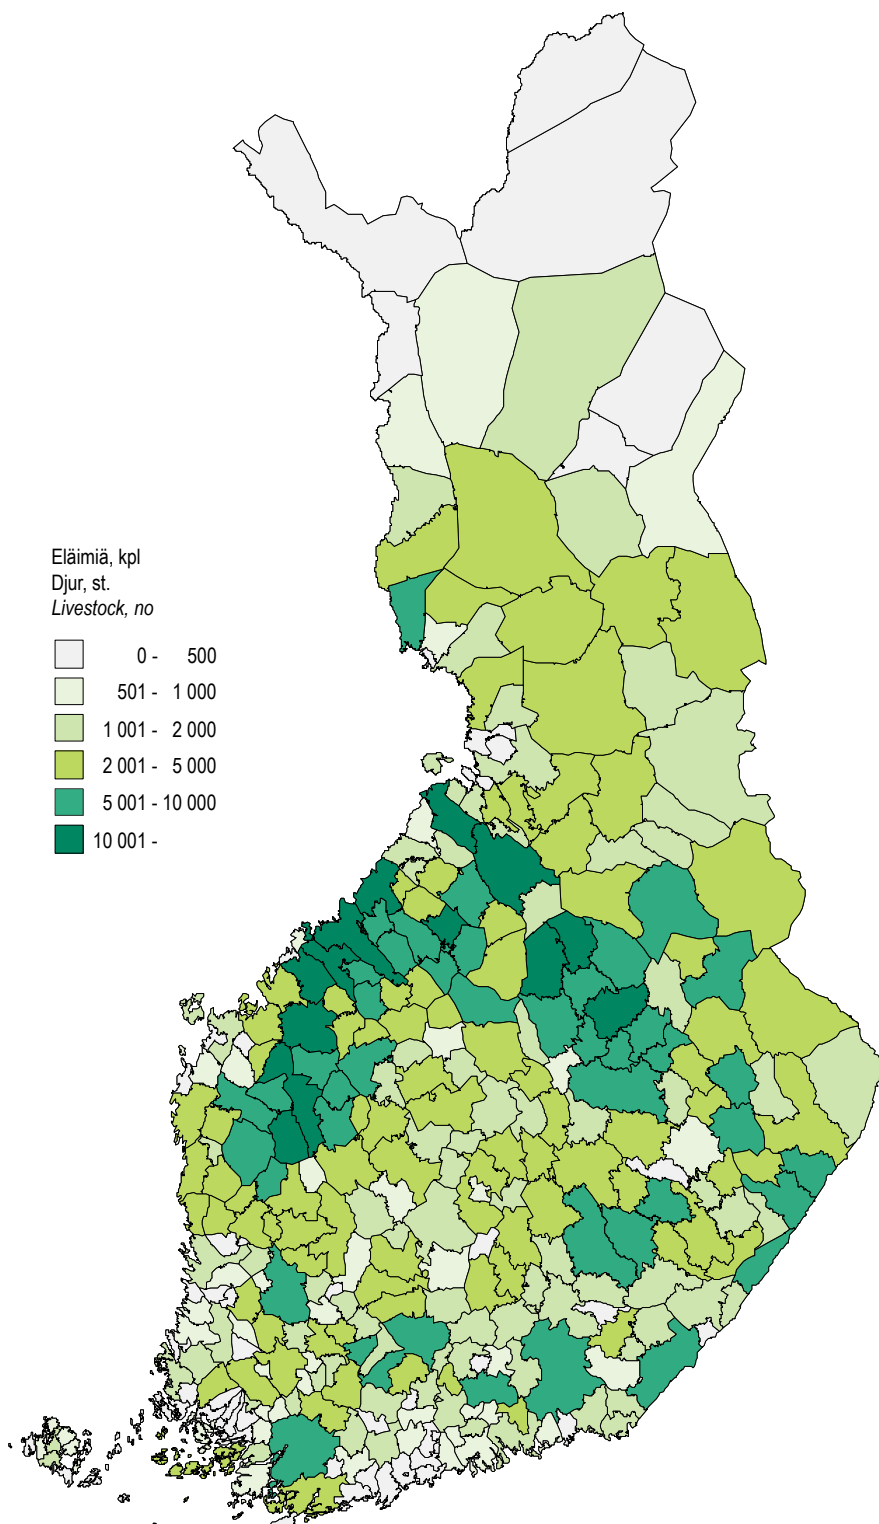 Eläimiä, kpl
Djur, st.
Livestock, no
0 - 500
501 - 1 000
1 001 - 2 000
2 001 - 5 000
5 001 - 10 000
10 001 -